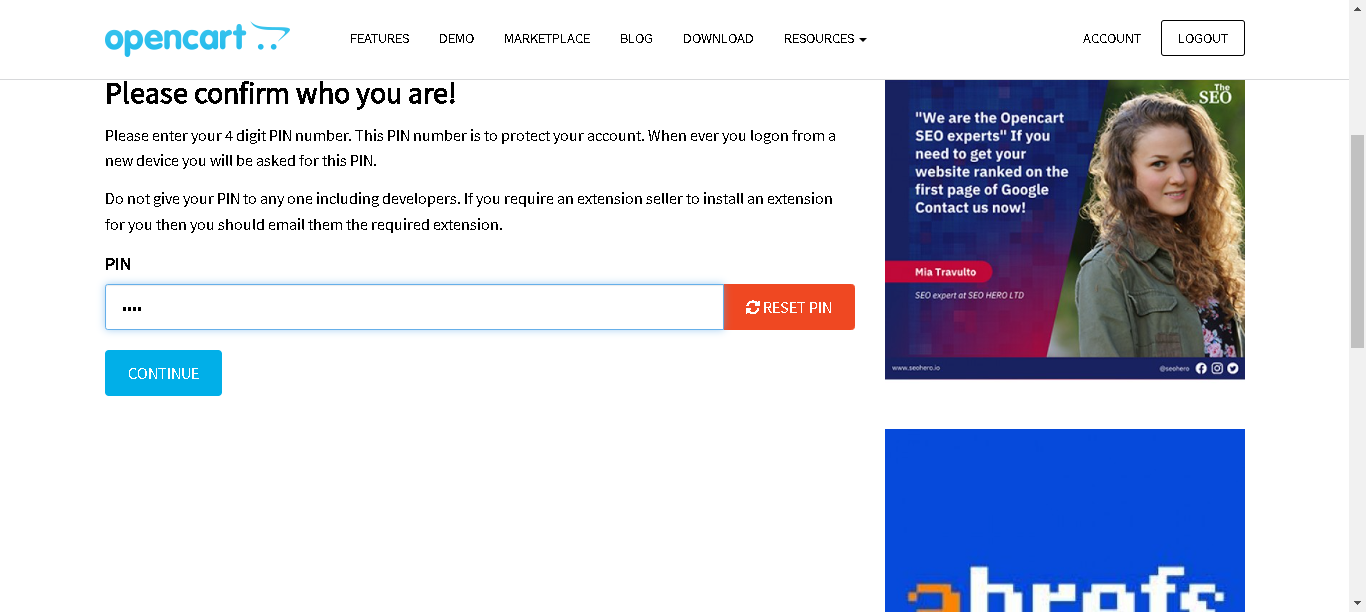 opencart
FEATURES DEMO MARKETPLACE BLOG DOWNLOAD RESOURCES ACCOUNT LOGOUT
Please confirm who you are!
Please enter your 4 digit PIN number. This PIN number is to protect your account. When ever you logon from a
new device you will be asked for this PIN.
Do not give your PIN to any one including developers. If you require an extension seller to install an extension
for you then you should email them the required extension.
PIN
••••
RESET PIN
CONTINUE
The
SEO
"We are the Opencart
SEO experts" If you
need to get your
website ranked on the
first page of Google
Contact us now!
Mia Travulto
SEO expert at SEO HERO LTD
www.seohero.io
@seohero
ahrefs